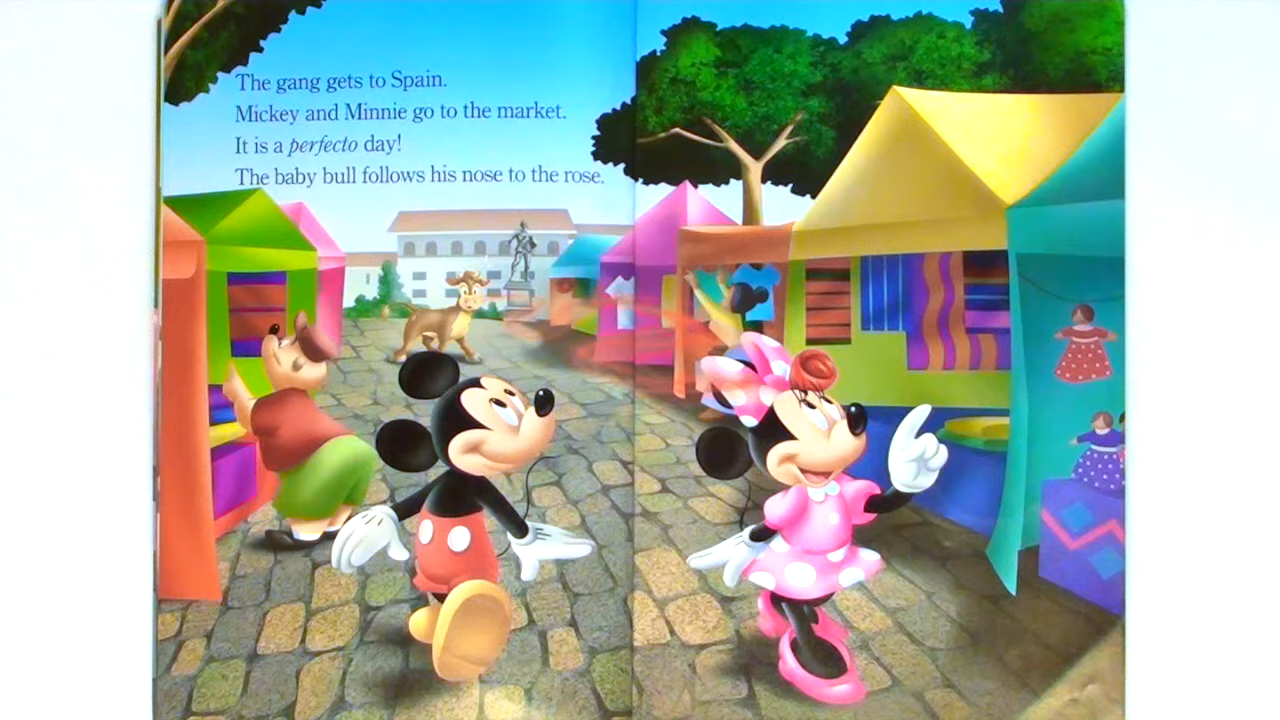 The gang gets to Spain.
Mickey and Minnie go to the market.
It is a perfecto day!
The baby bull follows his nose to the rose.